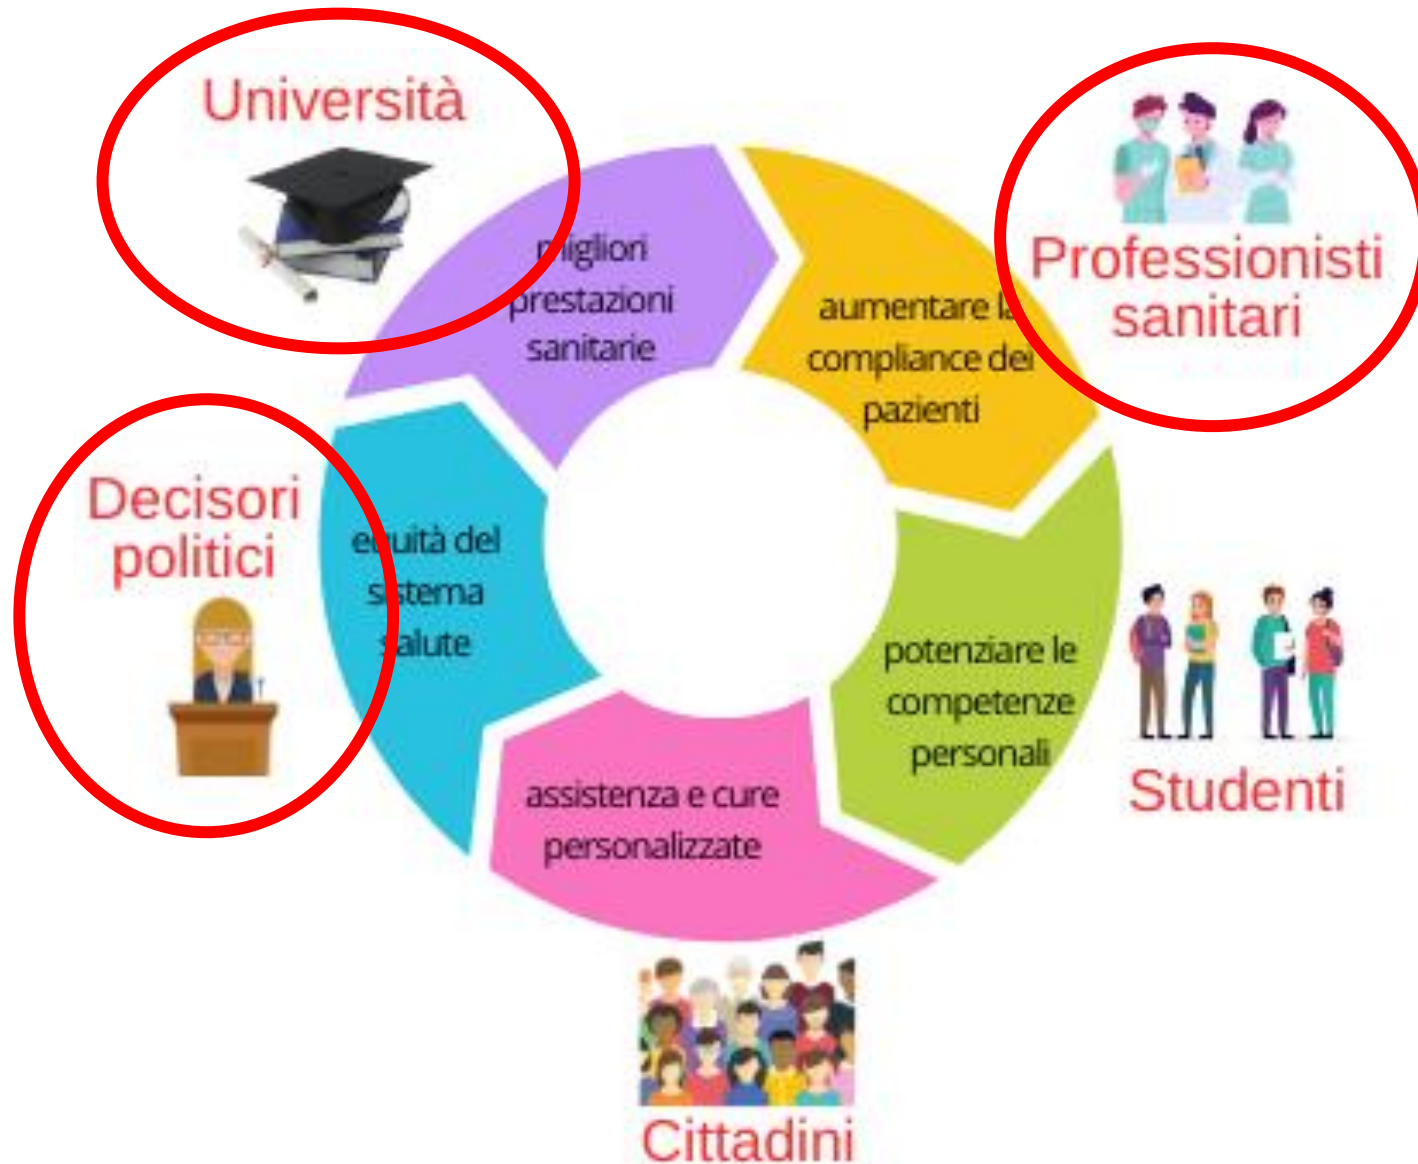 Università
migliori
prestazioni
sanitarie
aumentare la
compliance dei
pazienti
Professionisti
sanitari
Decisori
politici
equità del
sistema
salute
potenziare le
competenze
personali
Studenti
assistenza e cure
personalizzate
Cittadini